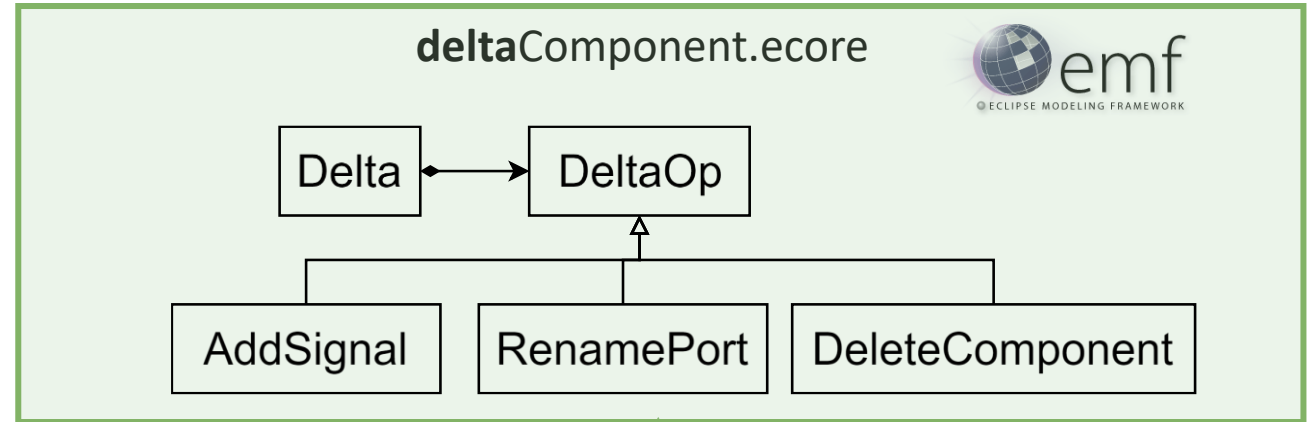 deltaComponent.ecore
emf
ECLIPSE MODELING FRAMEWORK
Delta
DeltaOp
AddSignal
RenamePort
DeleteComponent